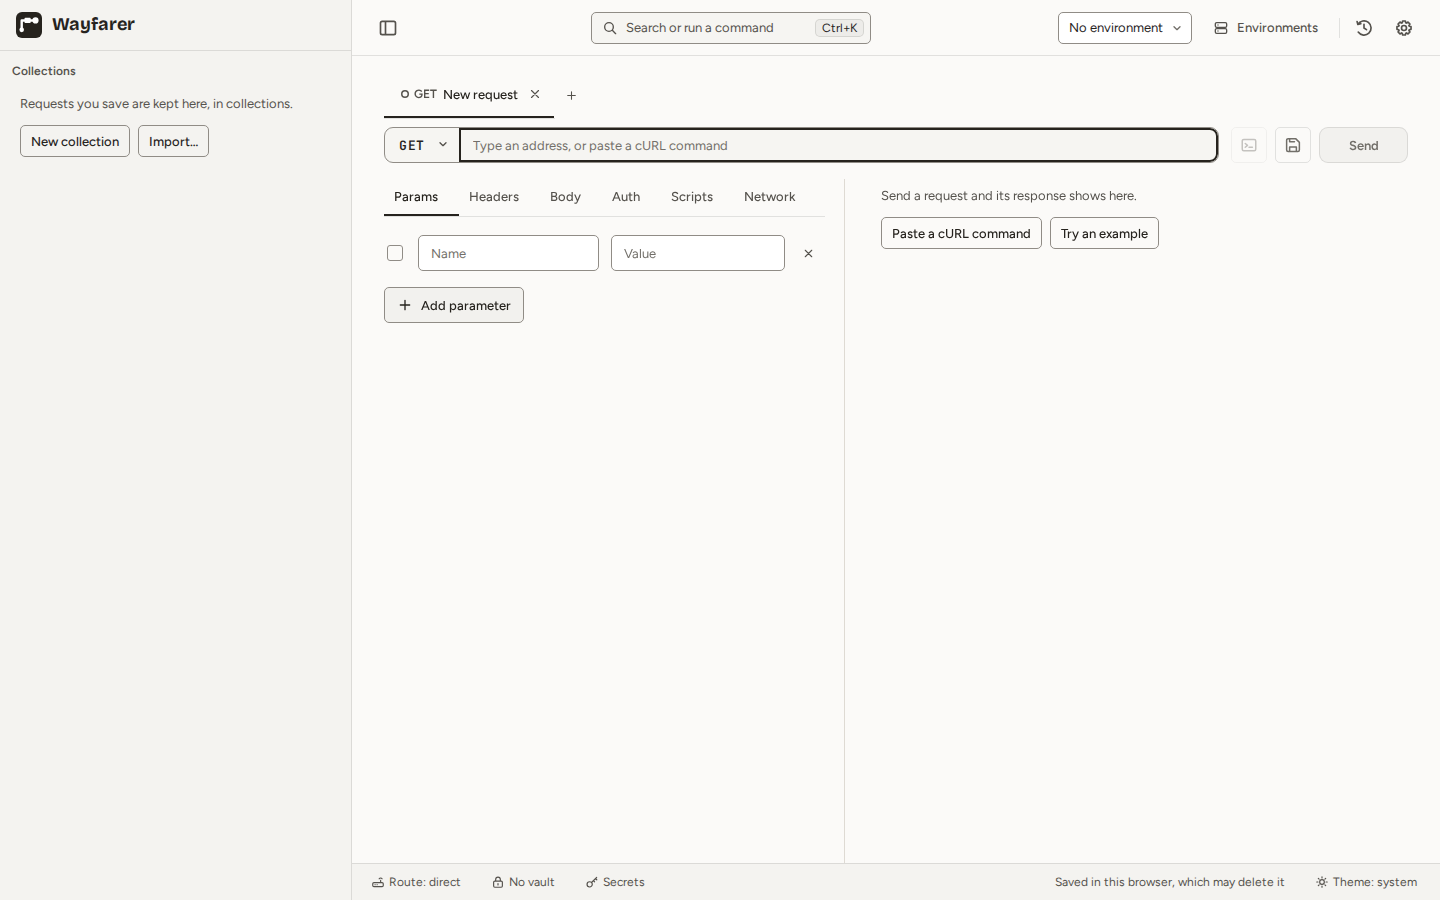 Wayfarer
Search or run a command
Ctrl+K
No environment
Environments
Collections
Requests you save are kept here, in collections.
New collection
Import...
GET New request
GET
Type an address, or paste a cURL command
Send
Params
Headers
Body
Auth
Scripts
Network
Name
Value
Add parameter
Send a request and its response shows here.
Paste a cURL command
Try an example
Route: direct
No vault
Secrets
Saved in this browser, which may delete it
Theme: system